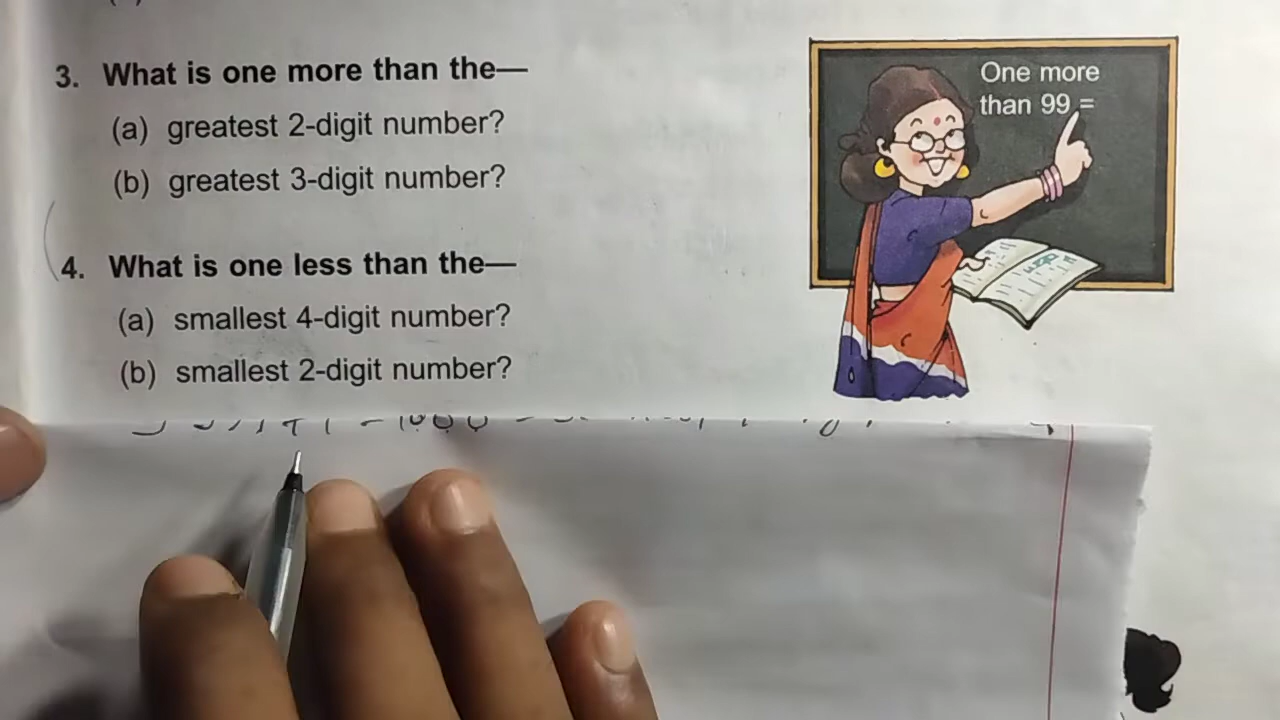 3. What is one more than the—
(a) greatest 2-digit number?
(b) greatest 3-digit number?
4. What is one less than the—
(a) smallest 4-digit number?
(b) smallest 2-digit number?
One more
than 99 =